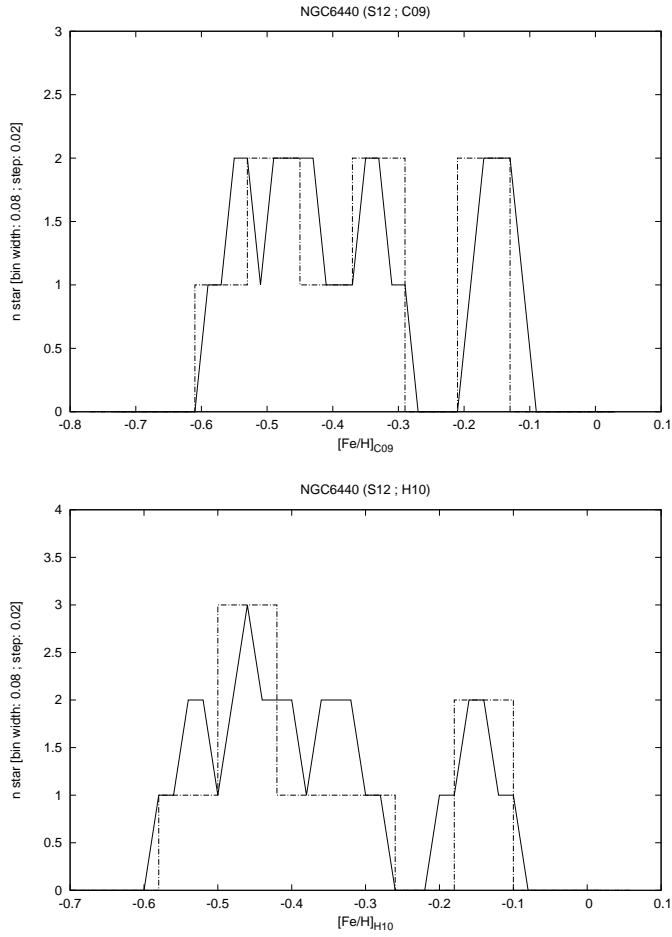 NGC6440 (S12 ; C09)
3
2.5
2
1.5
1
0.5
0
n star [bin width: 0.08 ; step: 0.02]
-0.8 -0.7 -0.6 -0.5 -0.4 -0.3 -0.2 -0.1 0 0.1
[Fe/H]C09
NGC6440 (S12 ; H10)
4
3.5
3
2.5
2
1.5
1
0.5
0
n star [bin width: 0.08 ; step: 0.02]
-0.7 -0.6 -0.5 -0.4 -0.3 -0.2 -0.1 0 0.1
[Fe/H]H10